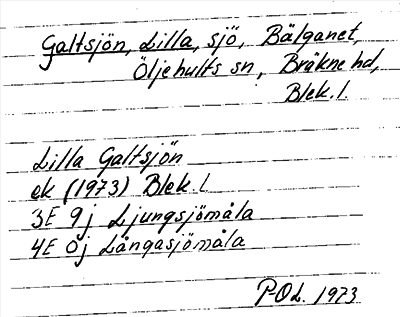 Galtsjön, Lilla, sjö, Bälganet,
Öljehults sn, Bräkne hd,
Blek. l.
Lilla Galtsjön
ek (1973) Blek. l
3E 9j Ljungsjömåla
4E 0j Långasjömåla
P-OL. 1973